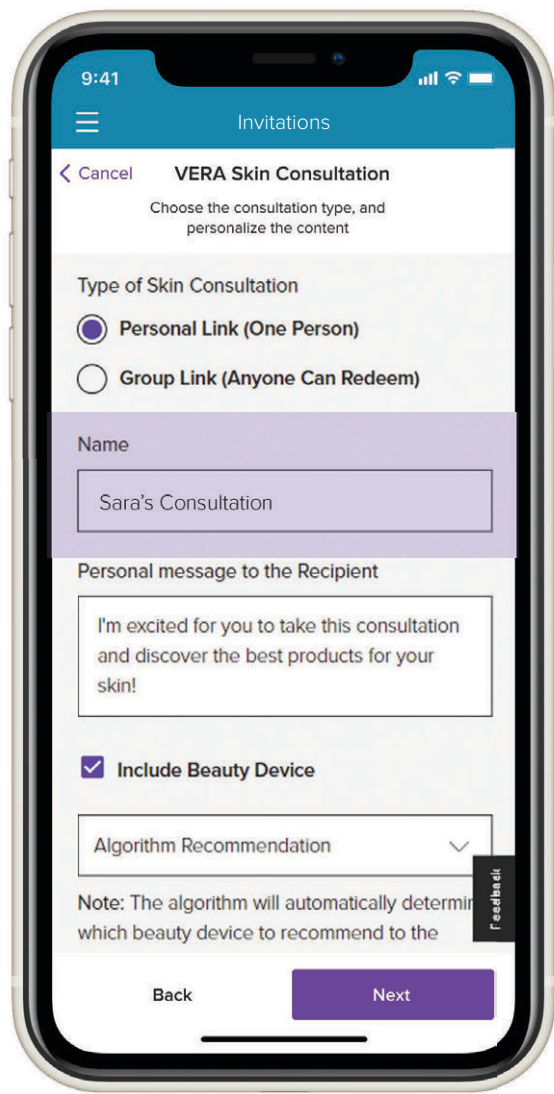 9:41
Invitations
Cancel
VERA Skin Consultation
Choose the consultation type, and
personalize the content
Type of Skin Consultation
Personal Link (One Person)
Group Link (Anyone Can Redeem)
Name
Sara's Consultation
Personal message to the Recipient
I'm excited for you to take this consultation
and discover the best products for your
skin!
Include Beauty Device
Algorithm Recommendation
Feedback
Note: The algorithm will automatically determin
which beauty device to recommend to the
Back
Next